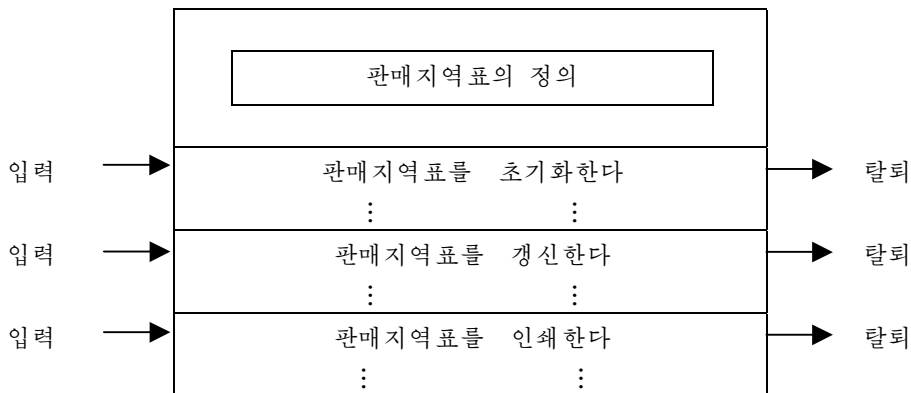 판매지역표의 정의
입력 판매지역표를 초기화한다 탈퇴
⋮ ⋮
입력 판매지역표를 갱신한다 탈퇴
⋮ ⋮
입력 판매지역표를 인쇄한다 탈퇴
⋮ ⋮